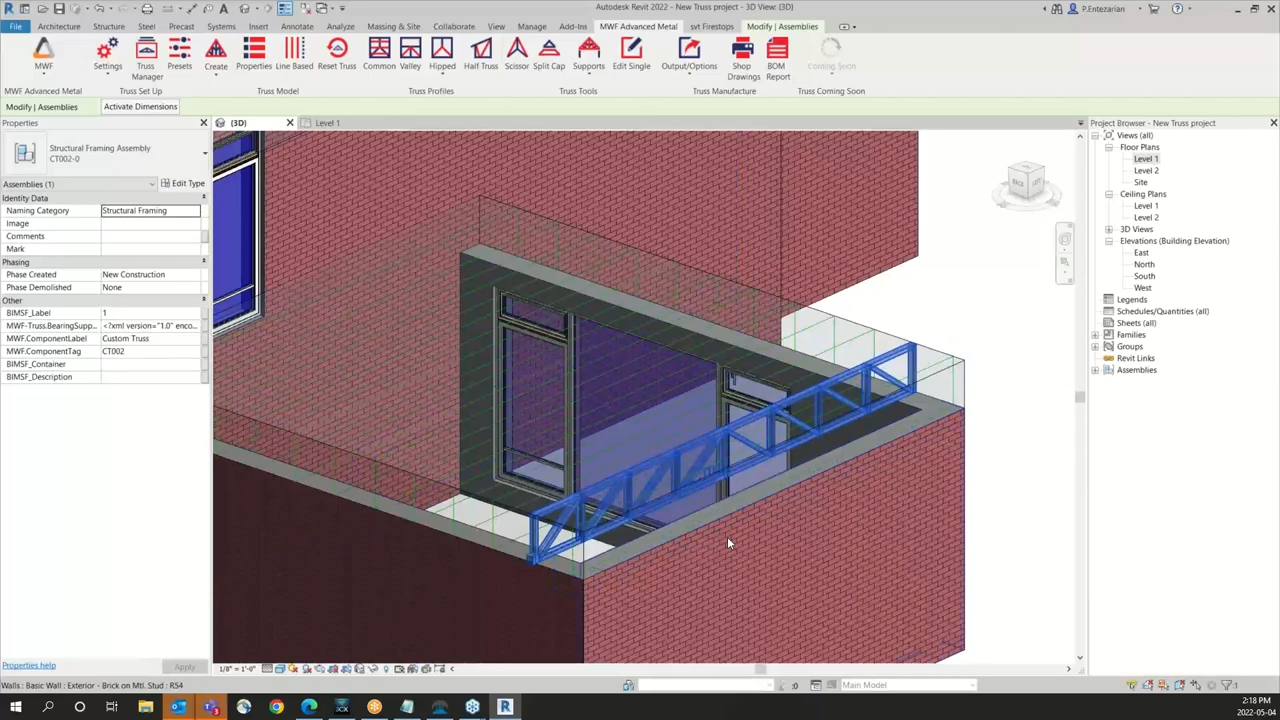 Autodesk Revit 2022 - New Truss project - 3D View: {3D}
P.Entezarian
File Architecture Structure Steel Precast Systems Insert Annotate Analyze Massing & Site Collaborate View Manage Add-Ins MWF Advanced Metal svt Firestops Modify | Assemblies
MWF Settings Truss Manager Presets Create Properties Line Based Reset Truss Common Valley Hipped Half Truss Scissor Split Cap Supports Edit Single Output/Options Shop Drawings BOM Report Coming Soon
MWF Advanced Metal Truss Set Up Truss Model Truss Profiles Truss Tools Truss Manufacture Truss Coming Soon
Modify | Assemblies Activate Dimensions
Properties
{3D} Level 1
Project Browser - New Truss project
Structural Framing Assembly
CT002-0
Assemblies (1) Edit Type
Identity Data
Naming Category Structural Framing
Image
Comments
Mark
Phasing
Phase Created New Construction
Phase Demolished None
Other
BIMSF_Label 1
MWF-Truss.BearingSupp... <?xml version="1.0" enco...
MWF.ComponentLabel Custom Truss
MWF.ComponentTag CT002
BIMSF_Container
BIMSF_Description
BACK LEFT
Views (all)
Floor Plans
Level 1
Level 2
Site
Ceiling Plans
Level 1
Level 2
3D Views
Elevations (Building Elevation)
East
North
South
West
Legends
Schedules/Quantities (all)
Sheets (all)
Families
Groups
Revit Links
Assemblies
Properties help Apply
1/8" = 1'-0"
Walls : Basic Wall : Exterior - Brick on Mtl. Stud : R54
:0 Main Model
:1
2:18 PM
2022-05-04